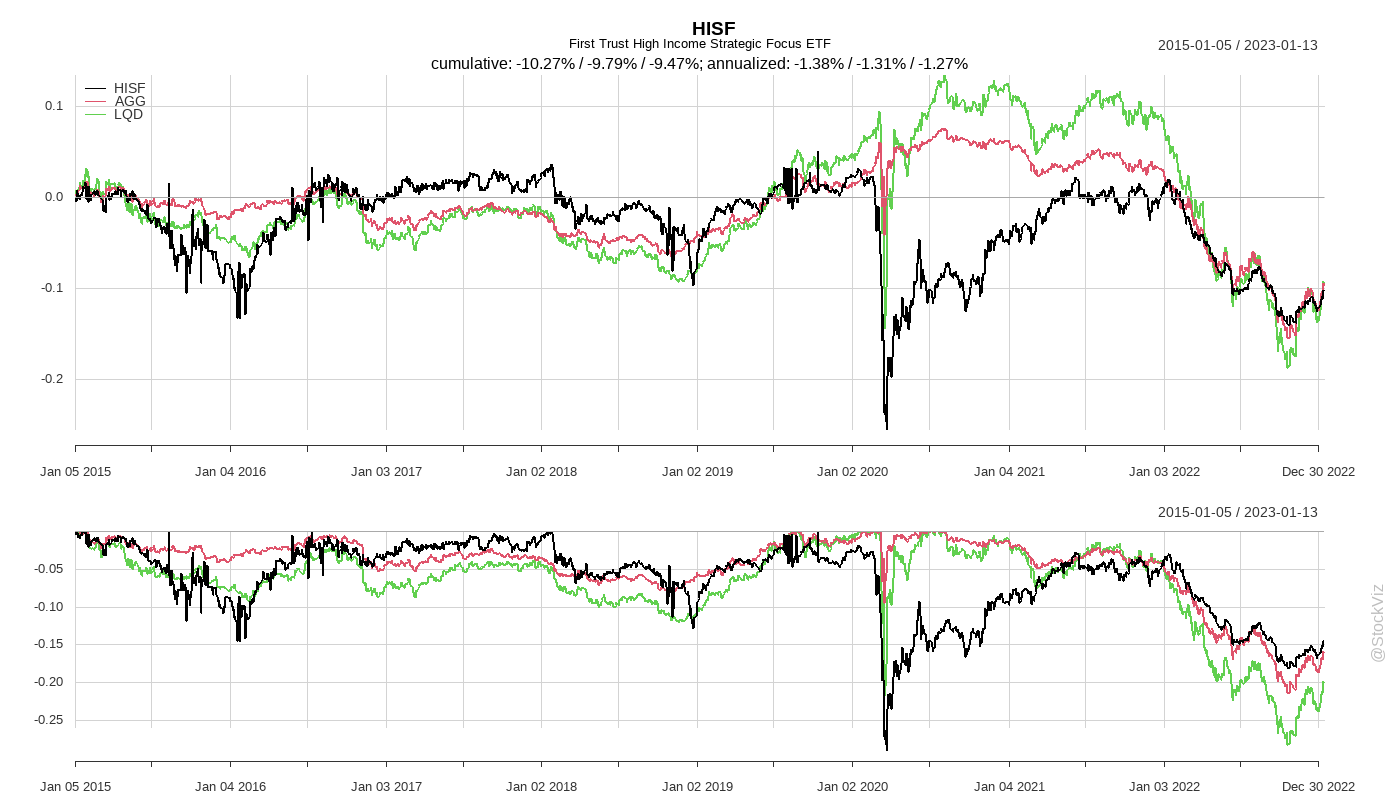 HISF
First Trust High Income Strategic Focus ETF
2015-01-05 / 2023-01-13
cumulative: -10.27% / -9.79% / -9.47%; annualized: -1.38% / -1.31% / -1.27%
HISF
AGG
LQD
0.1
0.0
-0.1
-0.2
Jan 05 2015 Jan 04 2016 Jan 03 2017 Jan 02 2018 Jan 02 2019 Jan 02 2020 Jan 04 2021 Jan 03 2022 Dec 30 2022
2015-01-05 / 2023-01-13
-0.05
-0.10
-0.15
-0.20
-0.25
Jan 05 2015 Jan 04 2016 Jan 03 2017 Jan 02 2018 Jan 02 2019 Jan 02 2020 Jan 04 2021 Jan 03 2022 Dec 30 2022
@StockViz